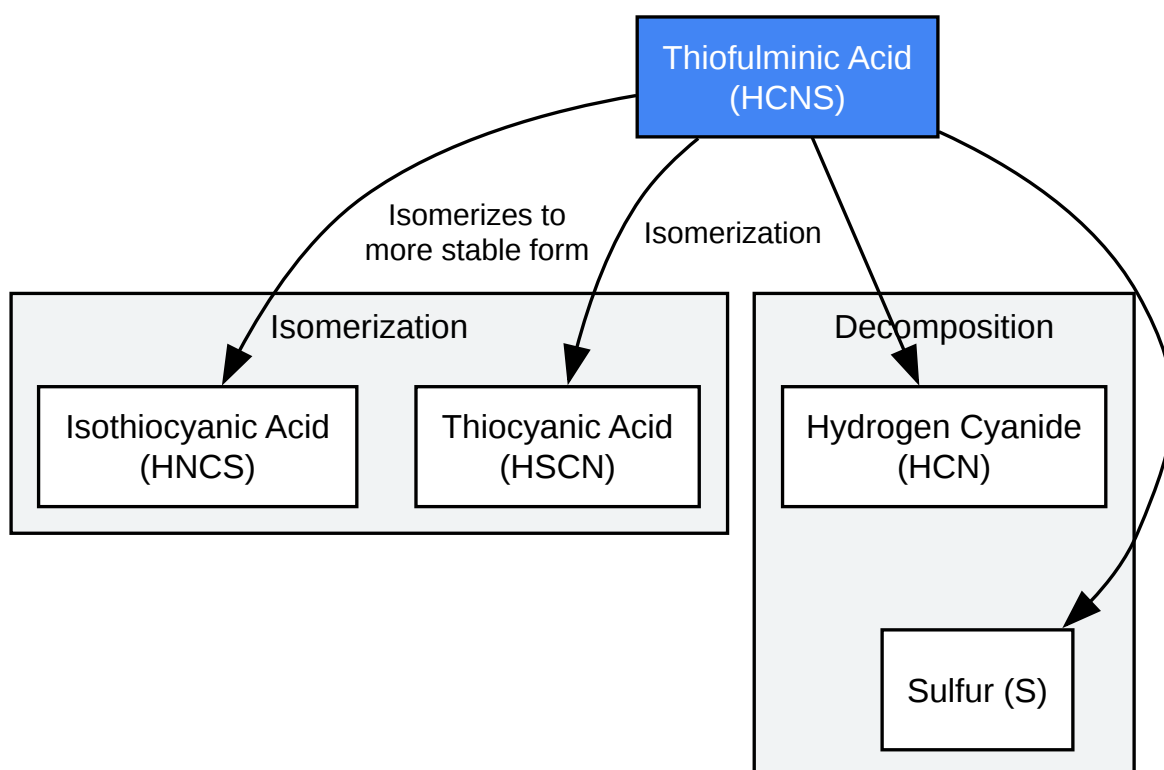 Thiofulminic Acid
(HCNS)
Isomerizes to
more stable form
Isomerization
Isomerization
Decomposition
Isothiocyanic Acid
(HNCS)
Thiocyanic Acid
(HSCN)
Hydrogen Cyanide
(HCN)
Sulfur (S)